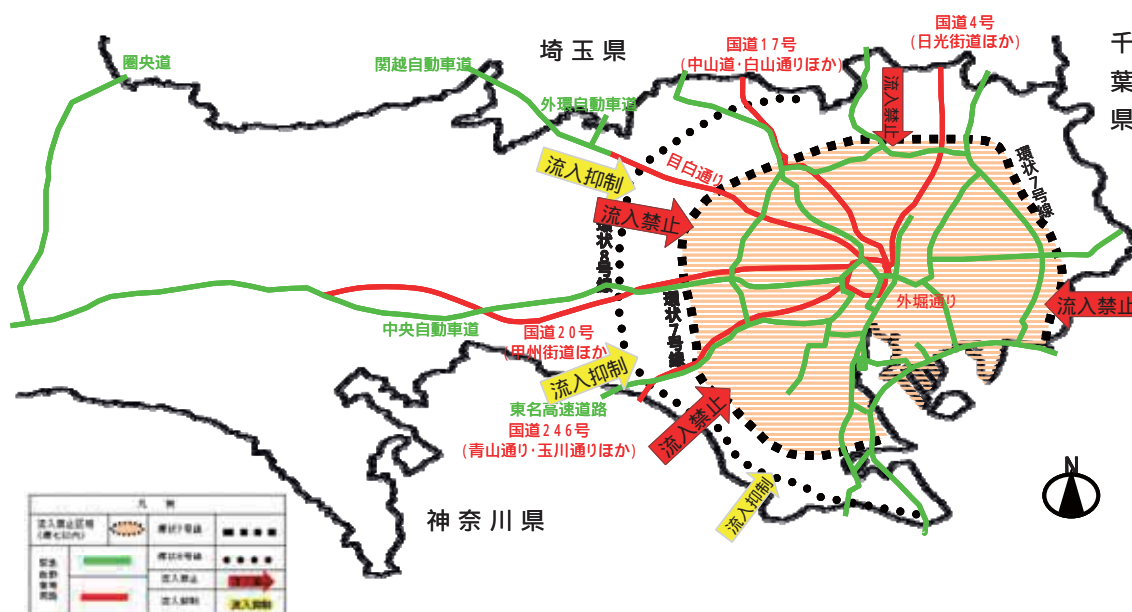 国道4号
(日光街道ほか)
国道17号
(中山道・白山通りほか)
埼玉県
千葉県
圏央道
関越自動車道
外環自動車道
流入禁止
流入抑制
目白通り
環状7号線
流入禁止
環状8号線
環状7号線
外堀通り
流入禁止
中央自動車道
国道20号
(甲州街道ほか
流入抑制
東名高速道路
国道246号
(青山通り・玉川通りほか)
流入禁止
流入抑制
神奈川県
N
凡 例
流入禁止区域
(環七以内)
環状7号線
環状8号線
流入禁止
流入抑制
流入抑制